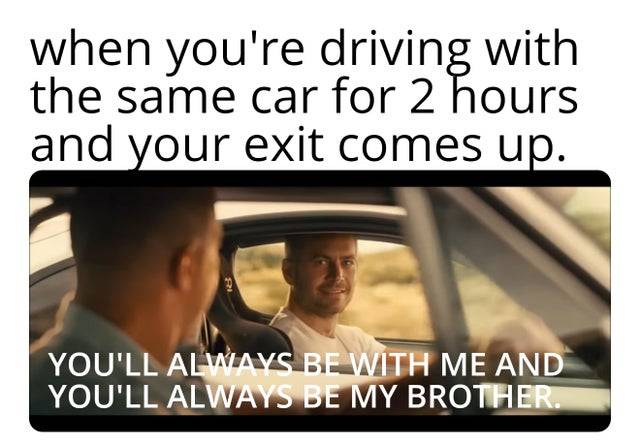 when you're driving with
the same car for 2 hours
and your exit comes up.
YOU'LL ALWAYS BE WITH ME AND
YOU'LL ALWAYS BE MY BROTHER.